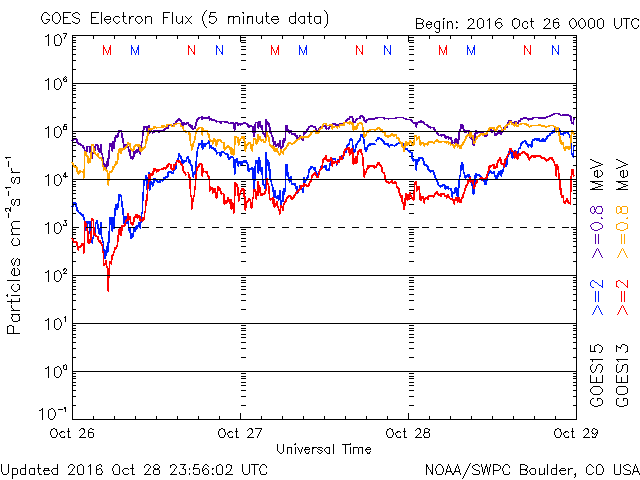 GOES Electron Flux (5 minute data)
Begin: 2016 Oct 26 0000 UTC
10⁷
M M N N M M N N M M N N
10⁶
10⁵
10⁴
10³
10²
10¹
10⁰
10⁻¹
Particles cm⁻²s⁻¹sr⁻¹
Oct 26 Oct 27 Oct 28 Oct 29
Universal Time
GOES15 >=2 >=0.8 MeV
GOES13 >=2 >=0.8 MeV
Updated 2016 Oct 28 23:56:02 UTC
NOAA/SWPC Boulder, CO USA